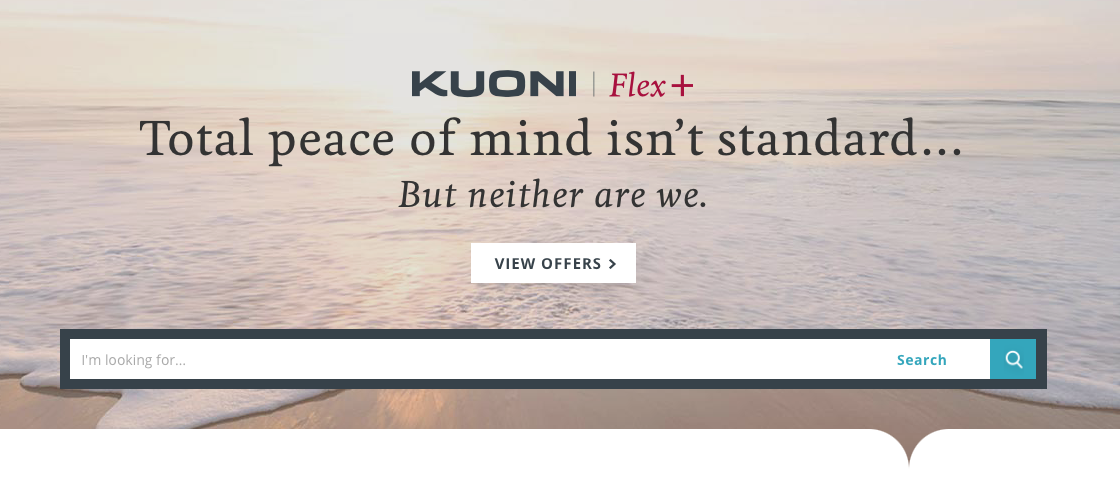 KUONI | Flex+
Total peace of mind isn’t standard...
But neither are we.
VIEW OFFERS >
I'm looking for... Search